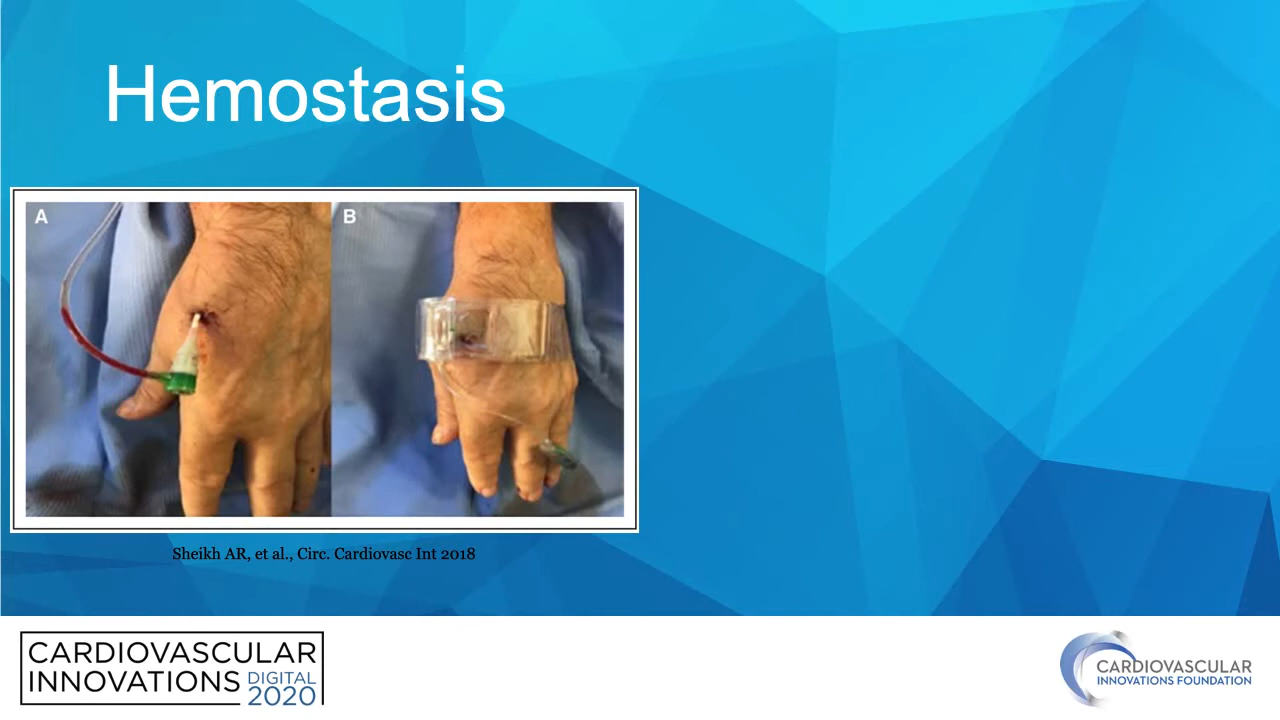 Hemostasis
A
B
Sheikh AR, et al., Circ. Cardiovasc Int 2018
CARDIOVASCULAR
INNOVATIONS DIGITAL
2020
CARDIOVASCULAR
INNOVATIONS FOUNDATION